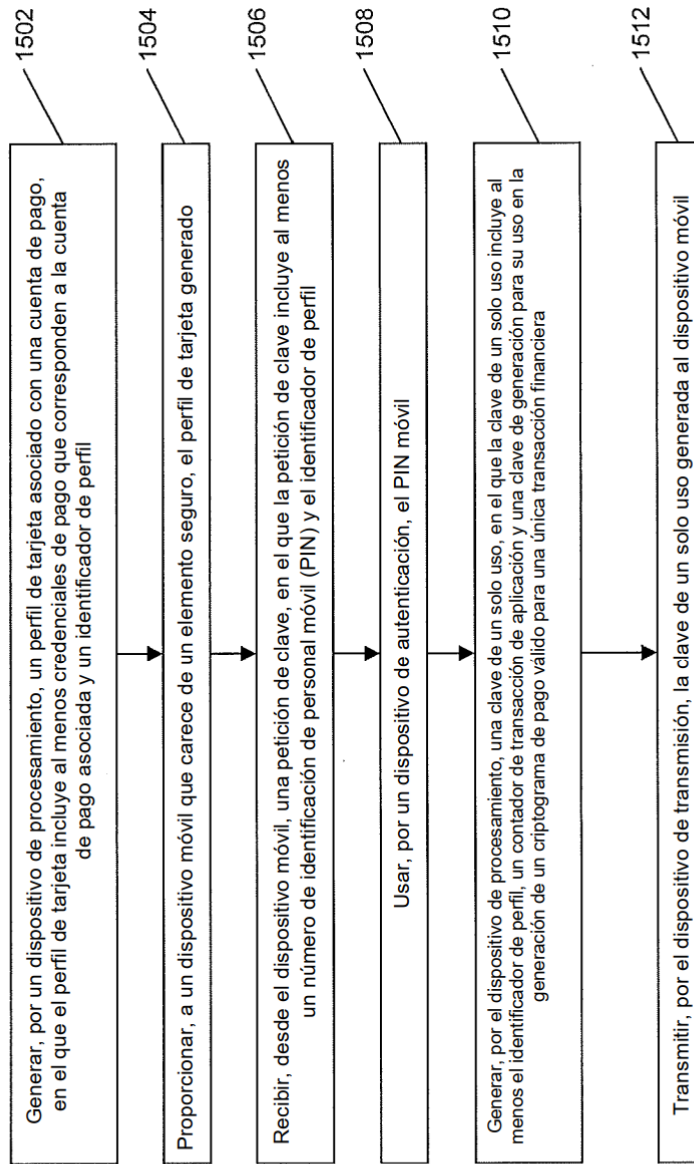 Generar, por un dispositivo de procesamiento, un perfil de tarjeta asociado con una cuenta de pago,
en el que el perfil de tarjeta incluye al menos credenciales de pago que corresponden a la cuenta
de pago asociada y un identificador de perfil
1502
Proporcionar, a un dispositivo móvil que carece de un elemento seguro, el perfil de tarjeta generado
1504
Recibir, desde el dispositivo móvil, una petición de clave, en el que la petición de clave incluye al menos
un número de identificación de personal móvil (PIN) y el identificador de perfil
1506
Usar, por un dispositivo de autenticación, el PIN móvil
1508
Generar, por el dispositivo de procesamiento, una clave de un solo uso, en el que la clave de un solo uso incluye al
menos el identificador de perfil, un contador de transacción de aplicación y una clave de generación para su uso en la
generación de un criptograma de pago válido para una única transacción financiera
1510
Transmitir, por el dispositivo de transmisión, la clave de un solo uso generada al dispositivo móvil
1512